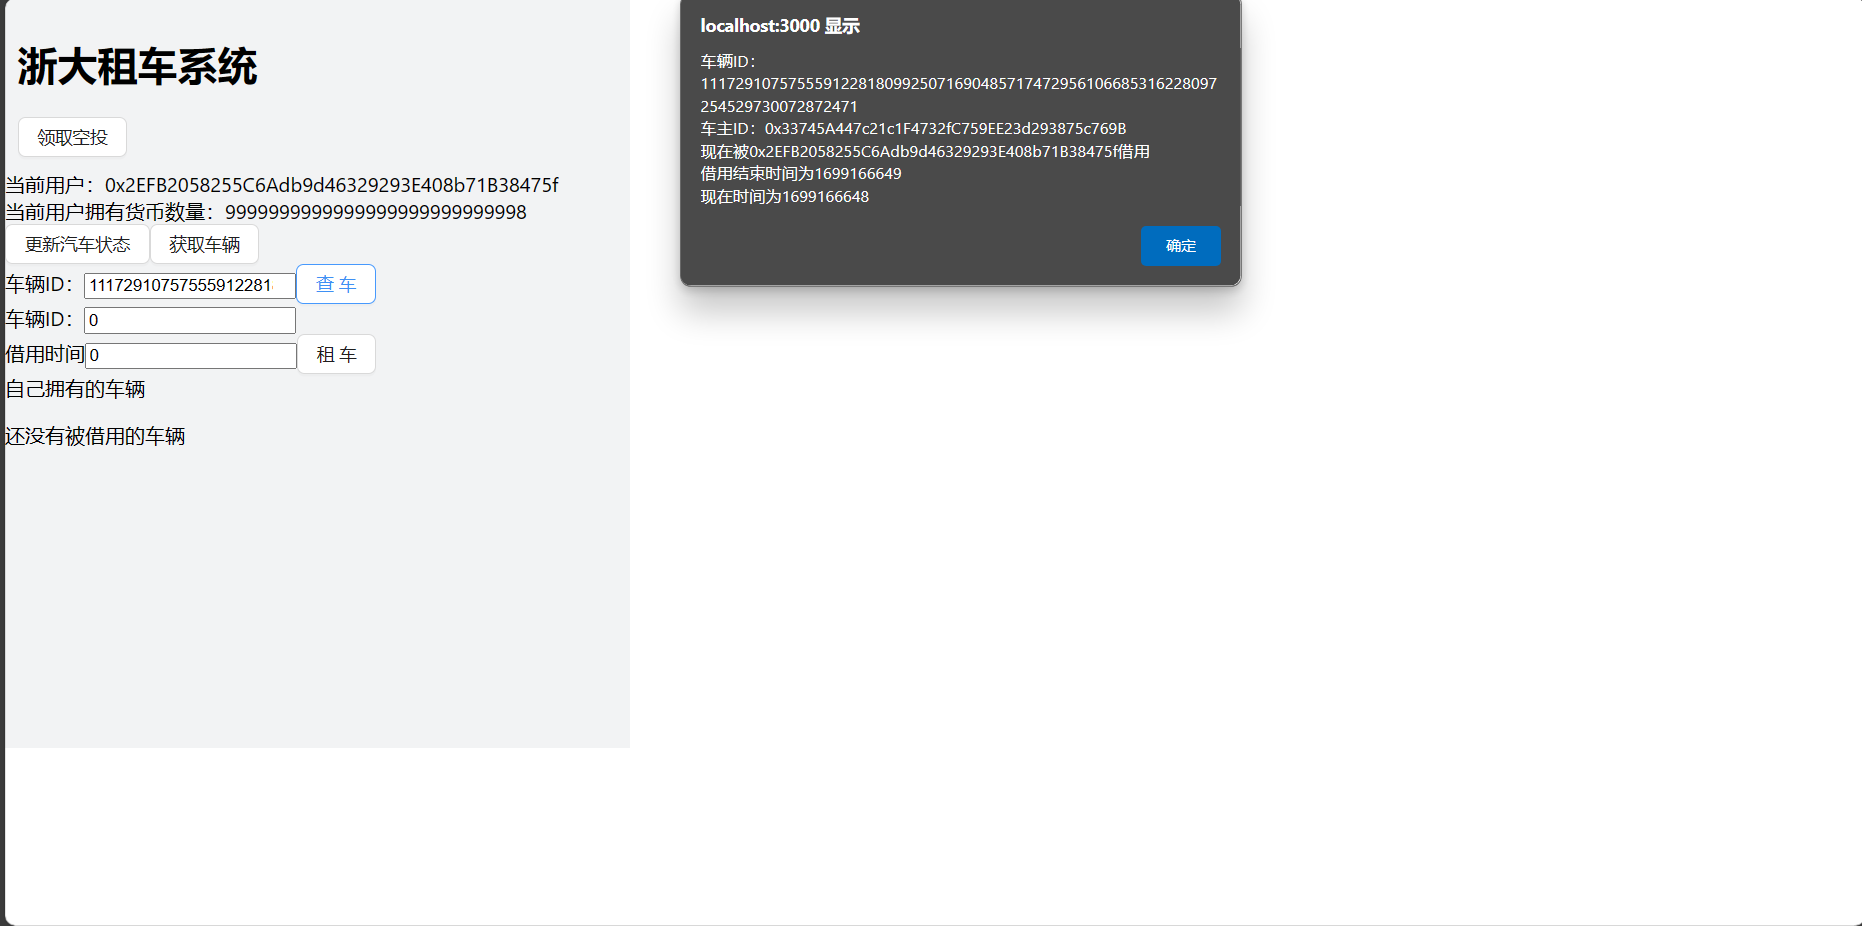 浙大租车系统
领取空投
当前用户：0x2EFB2058255C6Adb9d46329293E408b71B38475f
当前用户拥有货币数量：9999999999999999999999999998
更新汽车状态 获取车辆
车辆ID： 11172910757555912281 查 车
车辆ID： 0
借用时间 0 租 车
自己拥有的车辆
还没有被借用的车辆
localhost:3000 显示
车辆ID：
11172910757555912281809925071690485717472956106685316228097
254529730072872471
车主ID：0x33745A447c21c1F4732fC759EE23d293875c769B
现在被0x2EFB2058255C6Adb9d46329293E408b71B38475f借用
借用结束时间为1699166649
现在时间为1699166648
确定